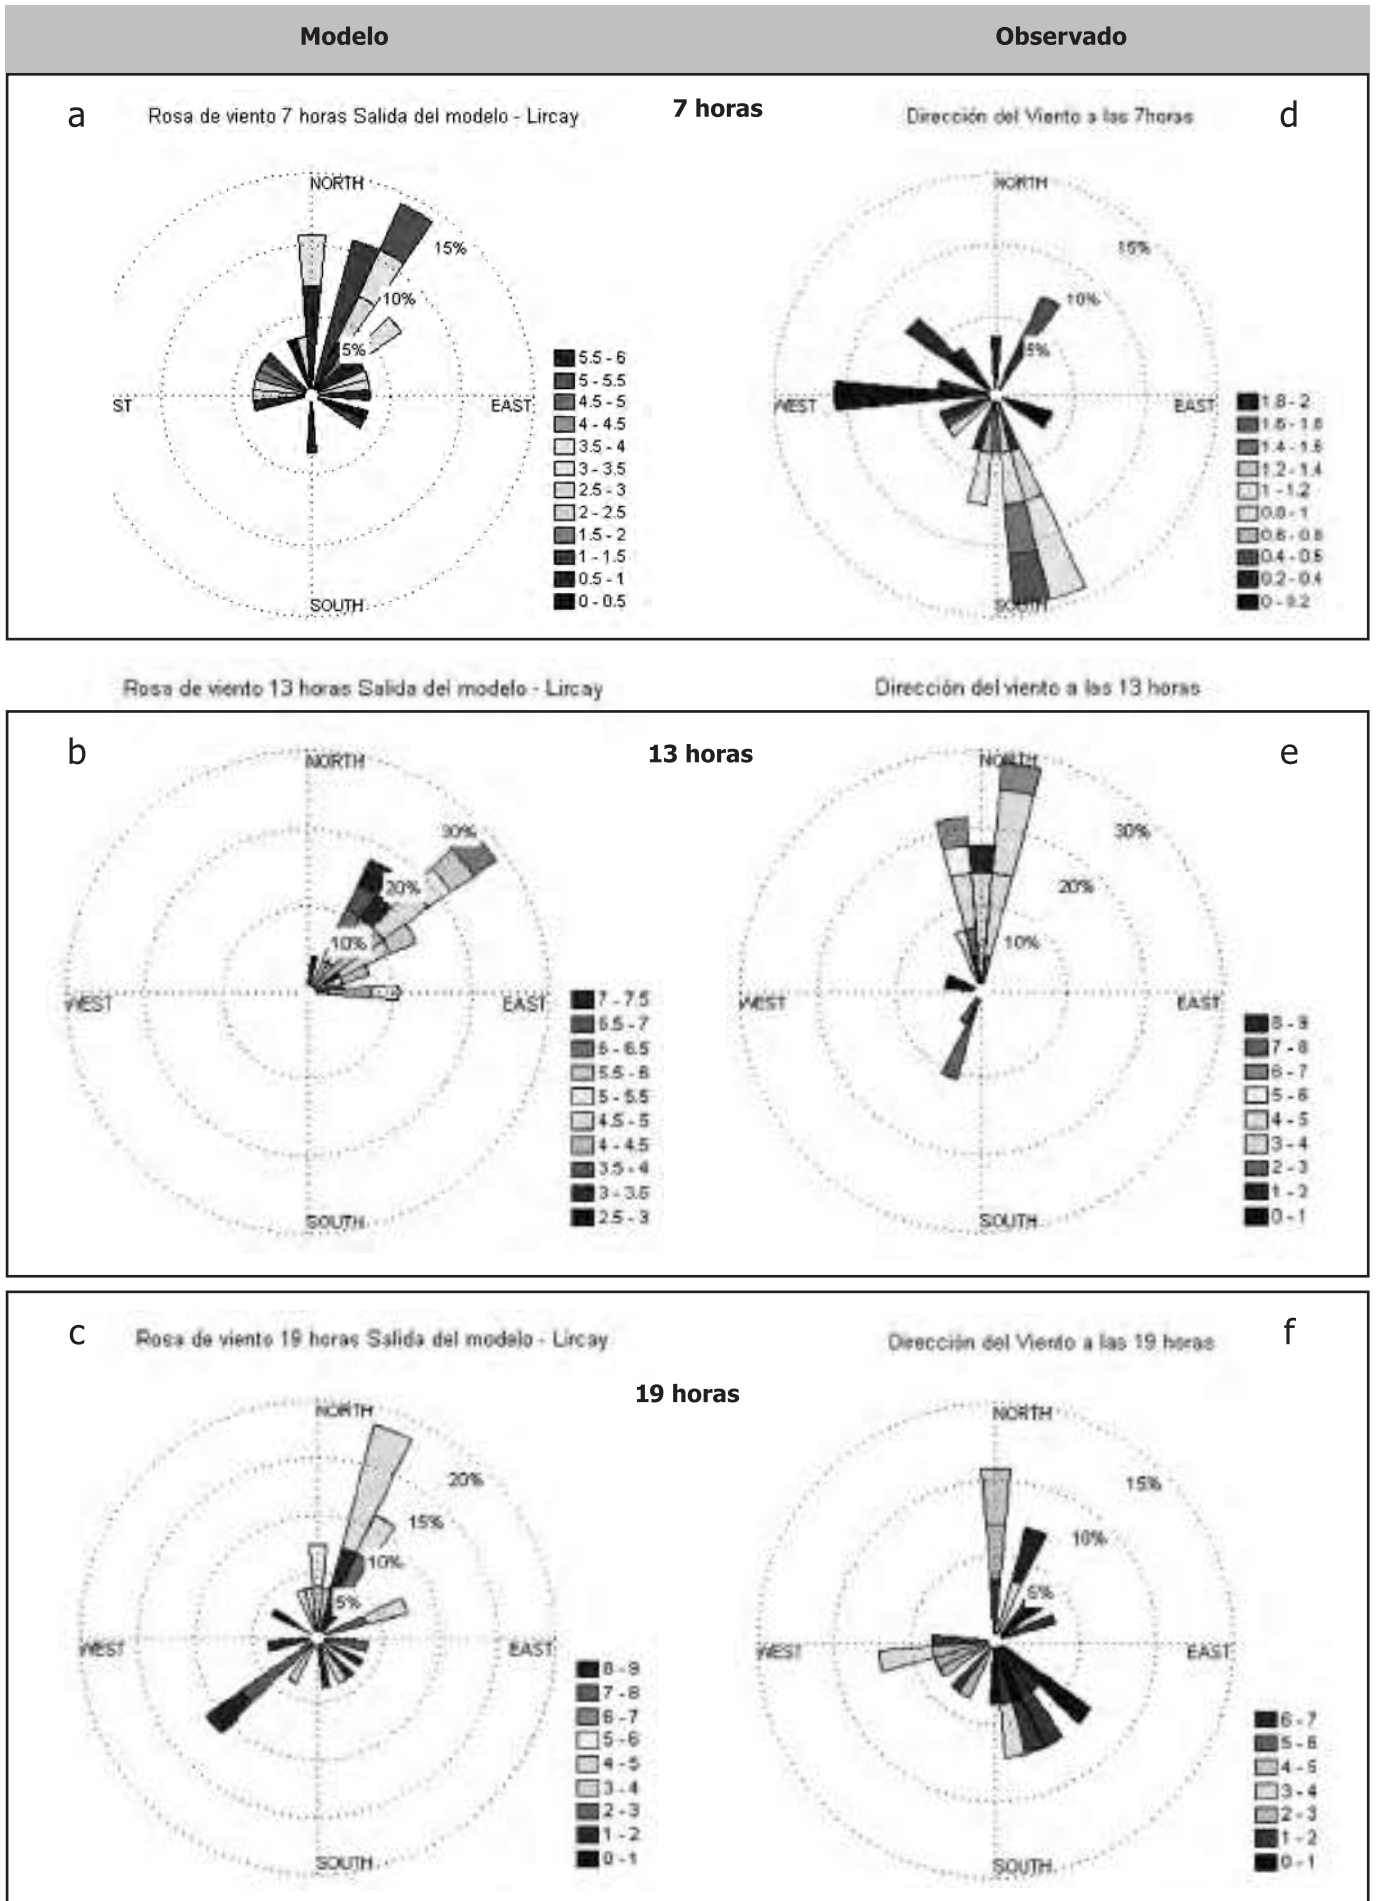 Modelo
Observado
7 horas
a
Rosa de viento 7 horas Salida del modelo - Lircay
NORTH
15%
10%
5%
ST
EAST
SOUTH
5.5 - 6
5 - 5.5
4.5 - 5
4 - 4.5
3.5 - 4
3 - 3.5
2.5 - 3
2 - 2.5
1.5 - 2
1 - 1.5
0.5 - 1
0 - 0.5
d
Dirección del Viento a las 7horas
NORTH
15%
10%
5%
WEST
EAST
SOUTH
1.8 - 2
1.6 - 1.8
1.4 - 1.6
1.2 - 1.4
1 - 1.2
0.8 - 1
0.6 - 0.8
0.4 - 0.6
0.2 - 0.4
0 - 0.2
Rosa de viento 13 horas Salida del modelo - Lircay
Dirección del viento a las 13 horas
13 horas
b
NORTH
30%
20%
10%
WEST
EAST
SOUTH
7 - 7.5
6.5 - 7
6 - 6.5
5.5 - 6
5 - 5.5
4.5 - 5
4 - 4.5
3.5 - 4
3 - 3.5
2.5 - 3
e
NORTH
30%
20%
10%
WEST
EAST
SOUTH
8 - 9
7 - 8
6 - 7
5 - 6
4 - 5
3 - 4
2 - 3
1 - 2
0 - 1
19 horas
c
Rosa de viento 19 horas Salida del modelo - Lircay
NORTH
20%
15%
10%
5%
WEST
EAST
SOUTH
8 - 9
7 - 8
6 - 7
5 - 6
4 - 5
3 - 4
2 - 3
1 - 2
0 - 1
f
Dirección del Viento a las 19 horas
NORTH
15%
10%
5%
WEST
EAST
SOUTH
6 - 7
5 - 6
4 - 5
3 - 4
2 - 3
1 - 2
0 - 1